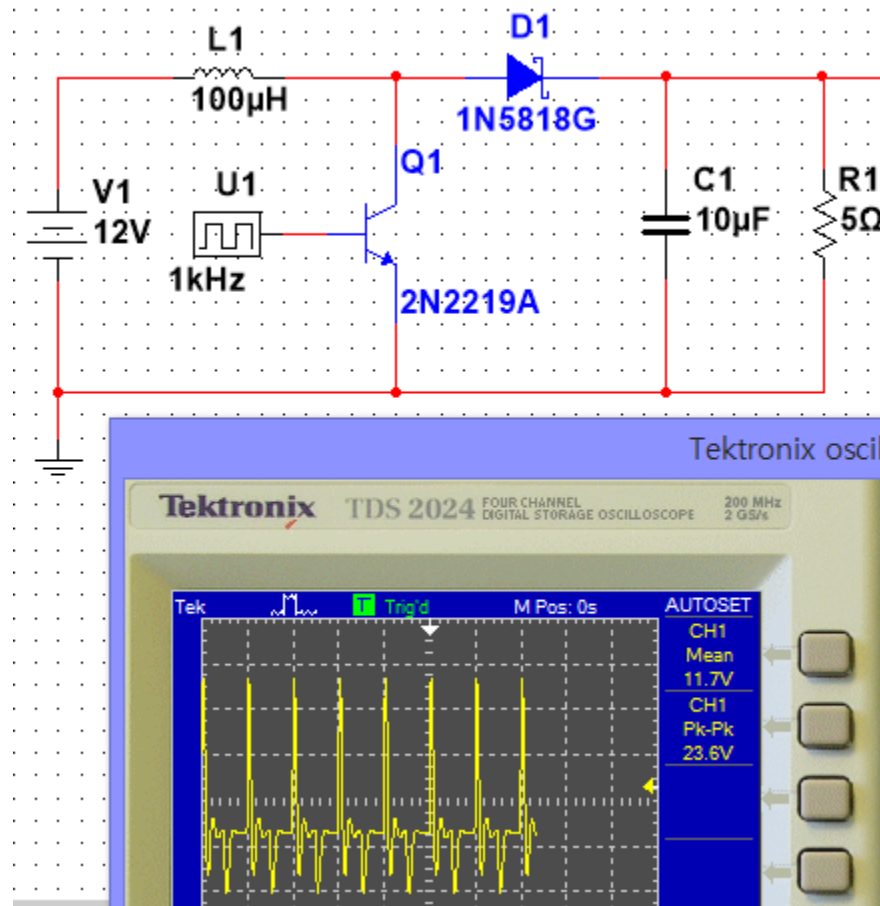 D1
L1
100µH
1N5818G
Q1
V1
12V
U1
1kHz
C1
10µF
R1
5Ω
2N2219A
Tektronix oscil
Tektronix TDS 2024 FOUR CHANNEL
DIGITAL STORAGE OSCILLOSCOPE
200 MHz
2 GS/s
Tek T Trig'd M Pos: 0s AUTOSET
CH1
Mean
11.7V
CH1
Pk-Pk
23.6V